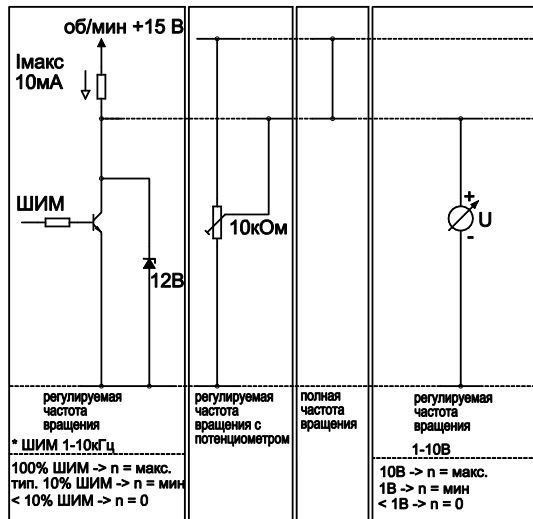 об/мин +15 В
Iмакс
10мА
ШИМ
12В
10кОм
+
U
-
регулируемая
частота
вращения
* ШИМ 1-10кГц
100% ШИМ -> n = макс.
тип. 10% ШИМ -> n = мин
< 10% ШИМ -> n = 0
регулируемая
частота
вращения с
потенциометром
полная
частота
вращения
регулируемая
частота
вращения
1-10В
10В -> n = макс.
1В -> n = мин
< 1В -> n = 0